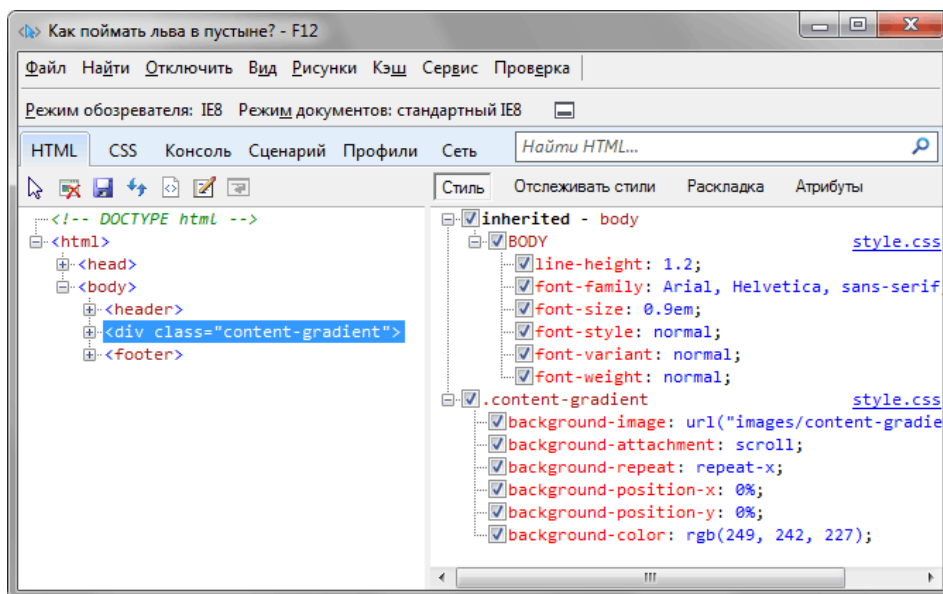 Как поймать льва в пустыне? - F12
Файл Найти Отключить Вид Рисунки Кэш Сервис Проверка
Режим обозревателя: IE8 Режим документов: стандартный IE8
HTML CSS Консоль Сценарий Профили Сеть Найти HTML...
Стиль Отслеживать стили Раскладка Атрибуты
<!-- DOCTYPE html -->
<html>
<head>
<body>
<header>
<div class="content-gradient">
<footer>
inherited - body
BODY style.css
line-height: 1.2;
font-family: Arial, Helvetica, sans-serif,
font-size: 0.9em;
font-style: normal;
font-variant: normal;
font-weight: normal;
.content-gradient style.css
background-image: url("images/content-gradie
background-attachment: scroll;
background-repeat: repeat-x;
background-position-x: 0%;
background-position-y: 0%;
background-color: rgb(249, 242, 227);